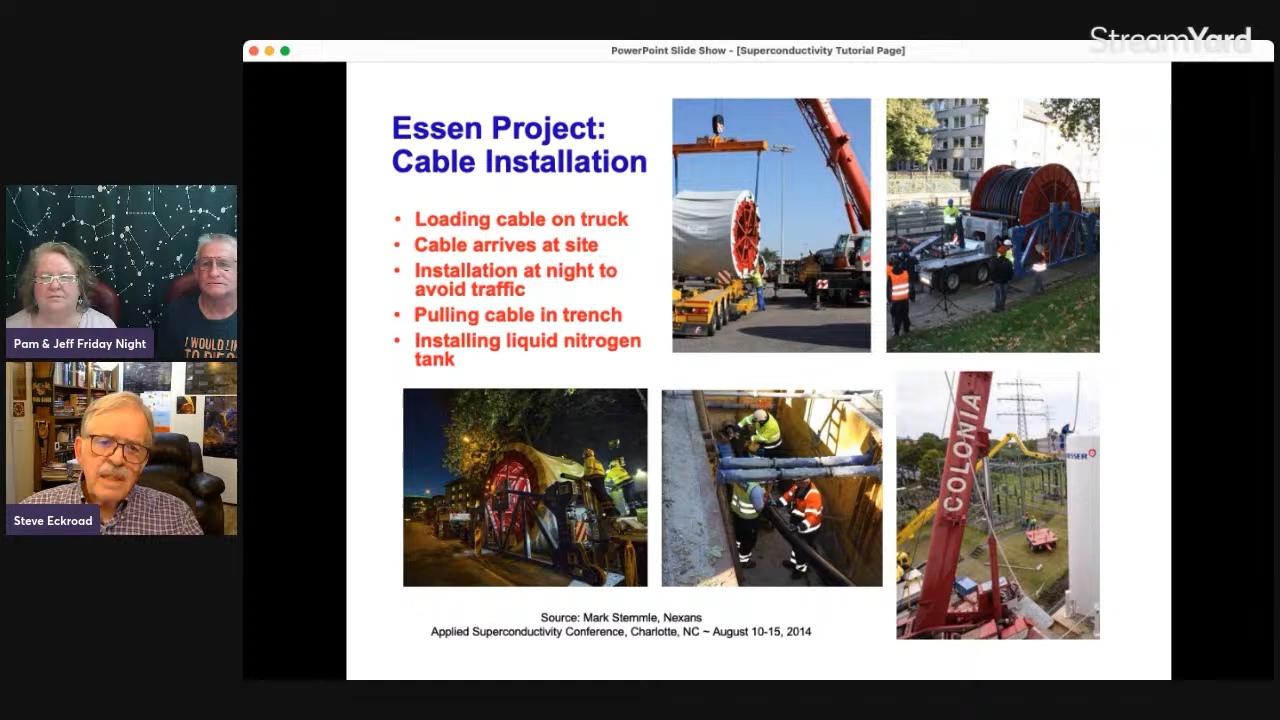 StreamYard
PowerPoint Slide Show - [Superconductivity Tutorial Page]
Essen Project:
Cable Installation
• Loading cable on truck
• Cable arrives at site
• Installation at night to
avoid traffic
• Pulling cable in trench
• Installing liquid nitrogen
tank
COLONIA
Source: Mark Stemmle, Nexans
Applied Superconductivity Conference, Charlotte, NC ~ August 10-15, 2014
I WOULD
Pam & Jeff Friday Night
Steve Eckroad